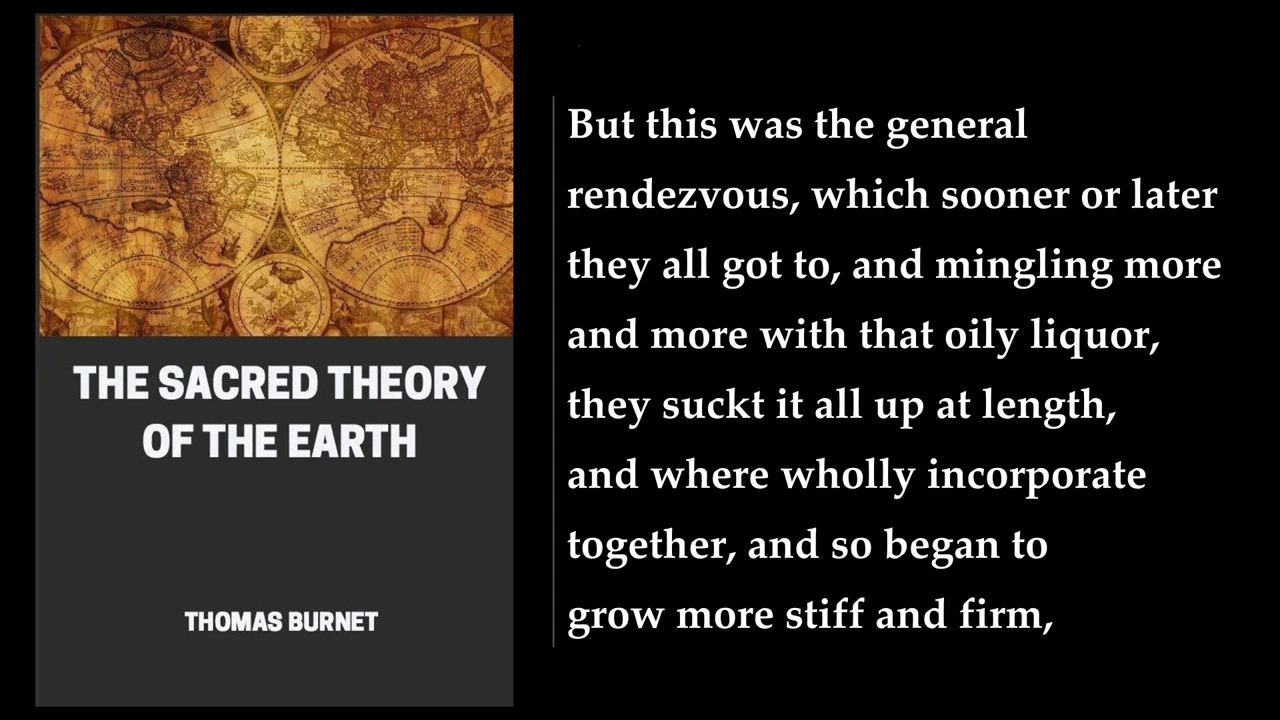 THE SACRED THEORY
OF THE EARTH
THOMAS BURNET
But this was the general
rendezvous, which sooner or later
they all got to, and mingling more
and more with that oily liquor,
they suckt it all up at length,
and where wholly incorporate
together, and so began to
grow more stiff and firm,